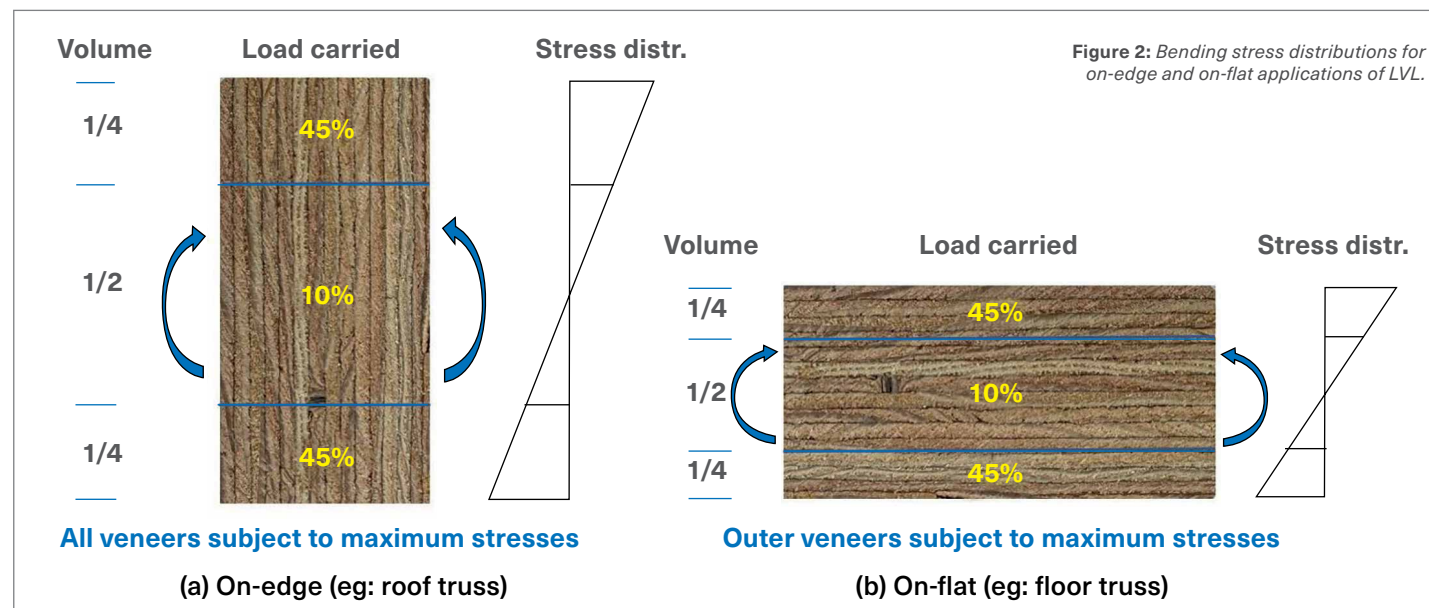 Volume
Load carried
Stress distr.
Figure 2: Bending stress distributions for
on-edge and on-flat applications of LVL.
1/4
45%
1/2
10%
1/4
45%
All veneers subject to maximum stresses
(a) On-edge (eg: roof truss)
Volume
Load carried
Stress distr.
1/4
45%
1/2
10%
1/4
45%
Outer veneers subject to maximum stresses
(b) On-flat (eg: floor truss)